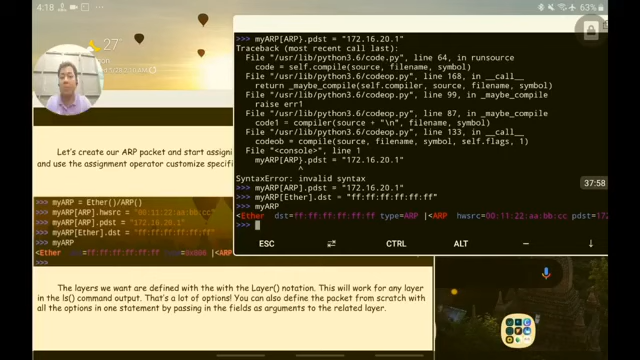 4:18
63%
27°
>>> myARP[ARP}.pdst = "172.16.20.1"
Traceback (most recent call last):
File "/usr/lib/python3.6/codeop.py", line 64, in runsource
code = self.compile(source, filename, symbol)
File "/usr/lib/python3.6/codeop.py", line 168, in __call__
return _maybe_compile(self.compiler, source, filename, symbol)
File "/usr/lib/python3.6/codeop.py", line 99, in _maybe_compile
raise err1
File "/usr/lib/python3.6/codeop.py", line 87, in _maybe_compile
code1 = compiler(source + "\n", filename, symbol)
File "/usr/lib/python3.6/codeop.py", line 133, in __call__
codeob = compile(source, filename, symbol, self.flags, 1)
File "<console>", line 1
myARP[ARP}.pdst = "172.16.20.1"
^
SyntaxError: invalid syntax
>>> myARP[ARP].pdst = "172.16.20.1"
>>> myARP[Ether].dst = "ff:ff:ff:ff:ff:ff"
>>> myARP
<Ether dst=ff:ff:ff:ff:ff:ff type=ARP |<ARP hwsrc=00:11:22:aa:bb:cc pdst=172
>>>
37:58
ESC
CTRL
ALT
–
↓
Let's create our ARP packet and start assigni
and use the assignment operator customize specifi
>>> myARP = Ether()/ARP()
>>> myARP[ARP].hwsrc = "00:11:22:aa:bb:cc"
>>> myARP[ARP].pdst = "172.16.20.1"
>>> myARP[Ether].dst = "ff:ff:ff:ff:ff:ff"
>>> myARP
<Ether dst=ff:ff:ff:ff:ff:ff type=0x806 |<ARP
>>>
The layers we want are defined with the with the Layer() notation. This will work for any layer
in the ls() command output. That's a lot of options! You can also define the packet from scratch with
all the options in one statement by passing in the fields as arguments to the related layer.